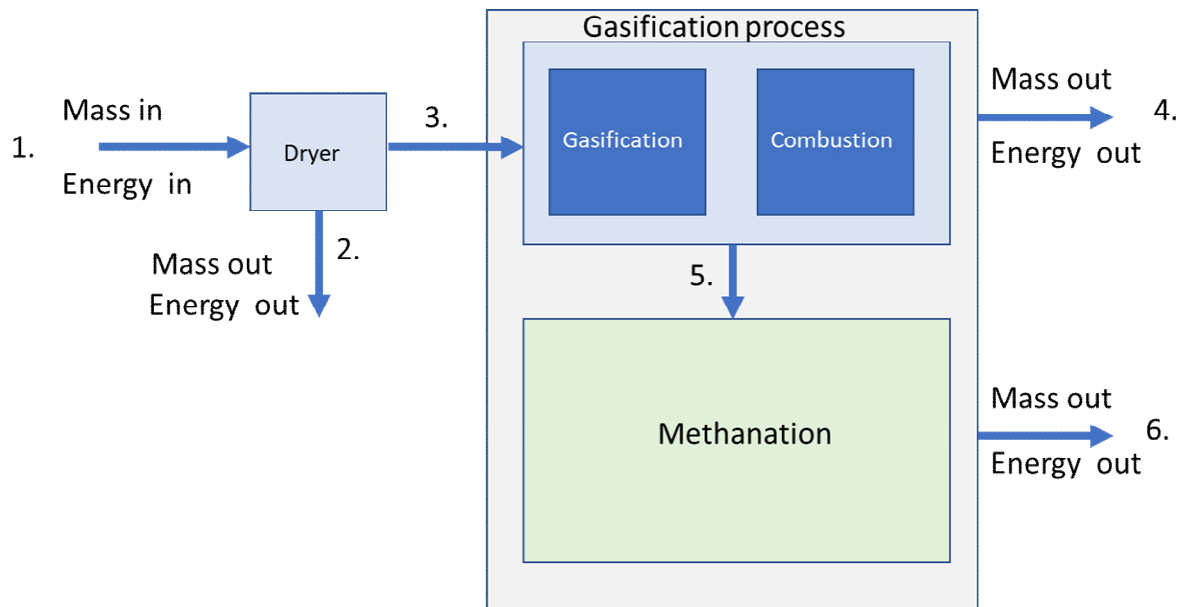 Gasification process
Mass in
1.
Energy in
Dryer
3.
Gasification
Combustion
Mass out
4.
Energy out
2.
Mass out
Energy out
5.
Methanation
Mass out
6.
Energy out